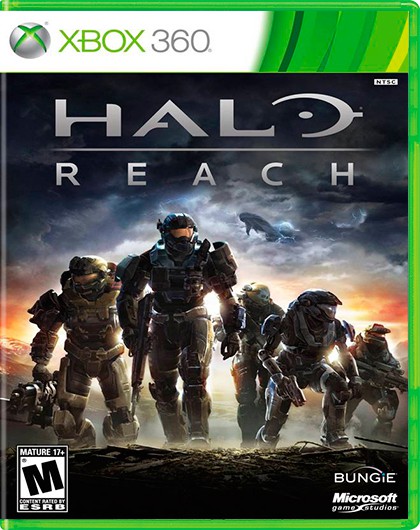 XBOX 360
NTSC
HALO
REACH
MATURE 17+
M
CONTENT RATED BY
ESRB
BUNGiE
Microsoft
game studios